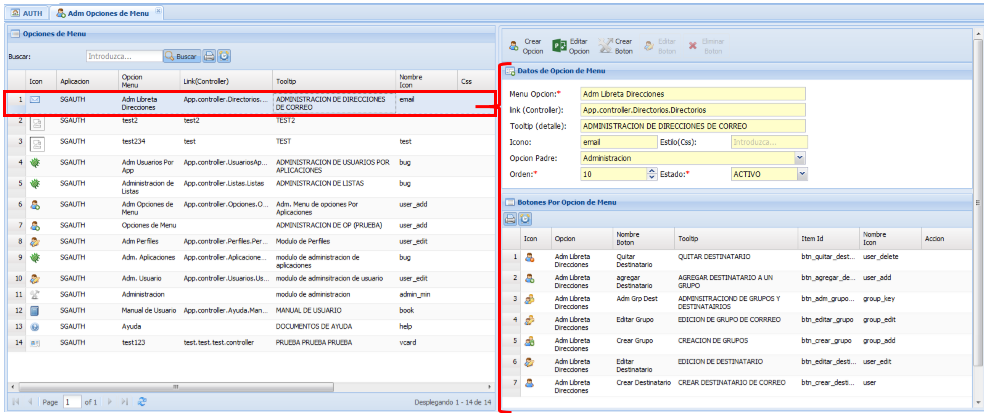 AUTH Adm Opciones de Menu
Opciones de Menu
Buscar: Introduzca... Buscar
Icon Aplicacion Opcion Menu Link(Controller) Tooltip Nombre Icon Css
1 SGAUTH Adm Libreta Direcciones App.controller.Directorios.... ADMINISTRACION DE DIRECCIONES DE CORREO email
2 SGAUTH test2 test2 TEST2
3 SGAUTH test234 test TEST test
4 SGAUTH Adm Usuarios Por App App.controller.UsuariosAp... ADMINISTRACION DE USUARIOS POR APLICACIONES bug
5 SGAUTH Administracion de Listas App.controller.Listas.Listas ADMINISTRACION DE LISTAS bug
6 SGAUTH Adm Opciones de Menu App.controller.Opciones.O... Adm. Menu de opciones Por Aplicaciones user_add
7 SGAUTH Opciones de Menu ADMINISTRACION DE OP (PRUEBA) user_add
8 SGAUTH Adm Perfiles App.controller.Perfiles.Per... Modulo de Perfiles user_edit
9 SGAUTH Adm. Aplicaciones App.controller.Aplicacione... modulo de administracion de aplicaciones bug
10 SGAUTH Adm. Usuario App.controller.Usuarios.Us... modulo de administracion de usuario user_edit
11 SGAUTH Administracion modulo de administracion admin_min
12 SGAUTH Manual de Usuario App.controller.Ayuda.Man... MANUAL DE USUARIO book
13 SGAUTH Ayuda DOCUMENTOS DE AYUDA help
14 SGAUTH test123 test.test.test.controller PRUEBA PRUEBA PRUEBA vcard
Page 1 of 1 Desplegando 1 - 14 de 14
Crear Opcion Editar Opcion Crear Boton Editar Boton Eliminar Boton
Datos de Opcion de Menu
Menu Opcion:* Adm Libreta Direcciones
link (Controller): App.controller.Directorios.Directorios
Tooltip (detalle): ADMINISTRACION DE DIRECCIONES DE CORREO
Icono: email Estilo(Css): Introduzca...
Opcion Padre: Administracion
Orden:* 10 Estado:* ACTIVO
Botones Por Opcion de Menu
Icon Opcion Nombre Boton Tooltip Item Id Nombre Icon Accion
1 Adm Libreta Direcciones Quitar Destinatario QUITAR DESTINATARIO btn_quitar_dest... user_delete
2 Adm Libreta Direcciones agregar Destinatario AGREGAR DESTINATARIO A UN GRUPO btn_agregar_de... user_add
3 Adm Libreta Direcciones Adm Grp Dest ADMINSITRACIOND DE GRUPOS Y DESTINATAIRIOS btn_adm_grupo... group_key
4 Adm Libreta Direcciones Editar Grupo EDICION DE GRUPO DE CORRREO btn_editar_grupo group_edit
5 Adm Libreta Direcciones Crear Grupo CREACION DE GRUPOS btn_crear_grupo group_add
6 Adm Libreta Direcciones Editar Destinatario EDICION DE DESTINATARIO btn_editar_desti... user_edit
7 Adm Libreta Direcciones Crear Destinatario CREAR DESTINATARIO DE CORREO btn_crear_desti... user